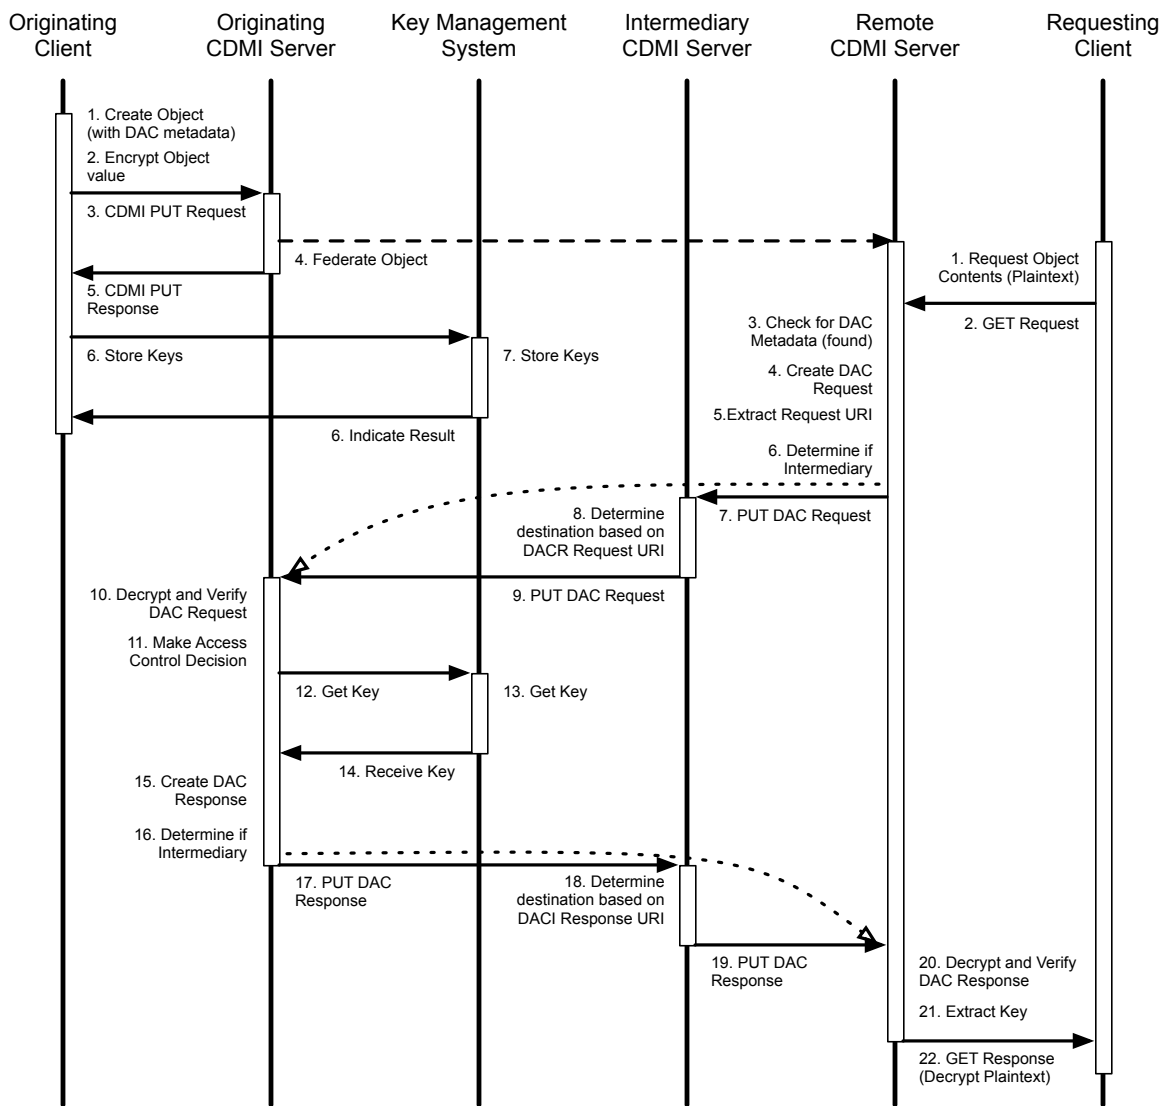 Originating
Client
Originating
CDMI Server
Key Management
System
Intermediary
CDMI Server
Remote
CDMI Server
Requesting
Client
1. Create Object
(with DAC metadata)
2. Encrypt Object
value
3. CDMI PUT Request
4. Federate Object
5. CDMI PUT
Response
6. Store Keys
7. Store Keys
6. Indicate Result
1. Request Object
Contents (Plaintext)
2. GET Request
3. Check for DAC
Metadata (found)
4. Create DAC
Request
5.Extract Request URI
6. Determine if
Intermediary
7. PUT DAC Request
8. Determine
destination based on
DACR Request URI
9. PUT DAC Request
10. Decrypt and Verify
DAC Request
11. Make Access
Control Decision
12. Get Key
13. Get Key
14. Receive Key
15. Create DAC
Response
16. Determine if
Intermediary
17. PUT DAC
Response
18. Determine
destination based on
DACI Response URI
19. PUT DAC
Response
20. Decrypt and Verify
DAC Response
21. Extract Key
22. GET Response
(Decrypt Plaintext)